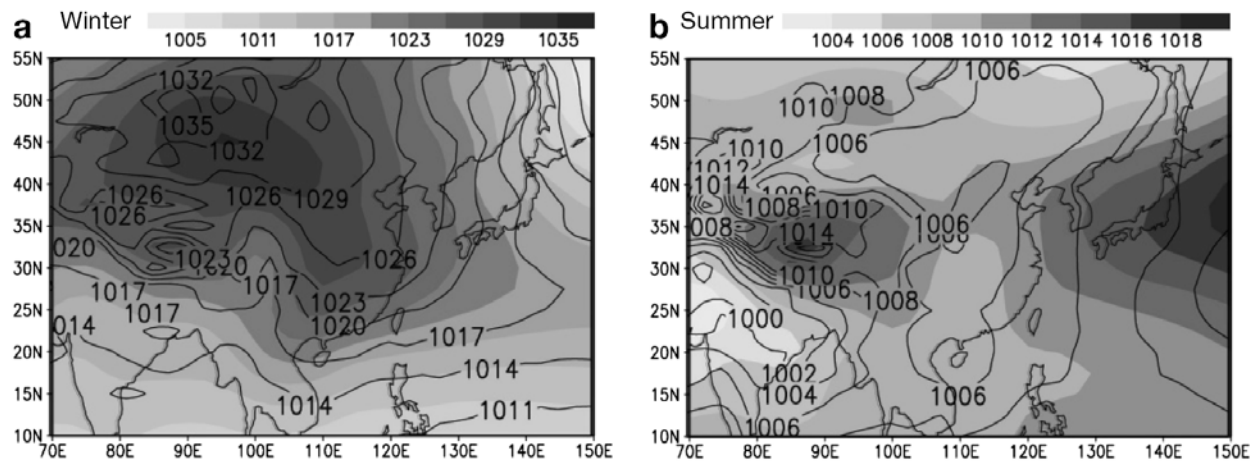 a Winter
1005 1011 1017 1023 1029 1035
55N
1032
50N
1035
45N
1032
40N
1026 1026 1029
1026
35N
020 1023 020 1026
30N
1017 1017
1023
25N
1017
014 1020 1017
20N
1014
15N
1014 1011
10N
70E 80E 90E 100E 110E 120E 130E 140E 150E
b Summer
1004 1006 1008 1010 1012 1014 1016 1018
55N
1006
50N
1010 1008
45N
1010 1006
1012
40N
1014 1006
1008 1010
35N
008 1014 1006
30N
1010
1006 1008
25N
1000
20N
1002
15N
1004 1006
1006
10N
70E 80E 90E 100E 110E 120E 130E 140E 150E